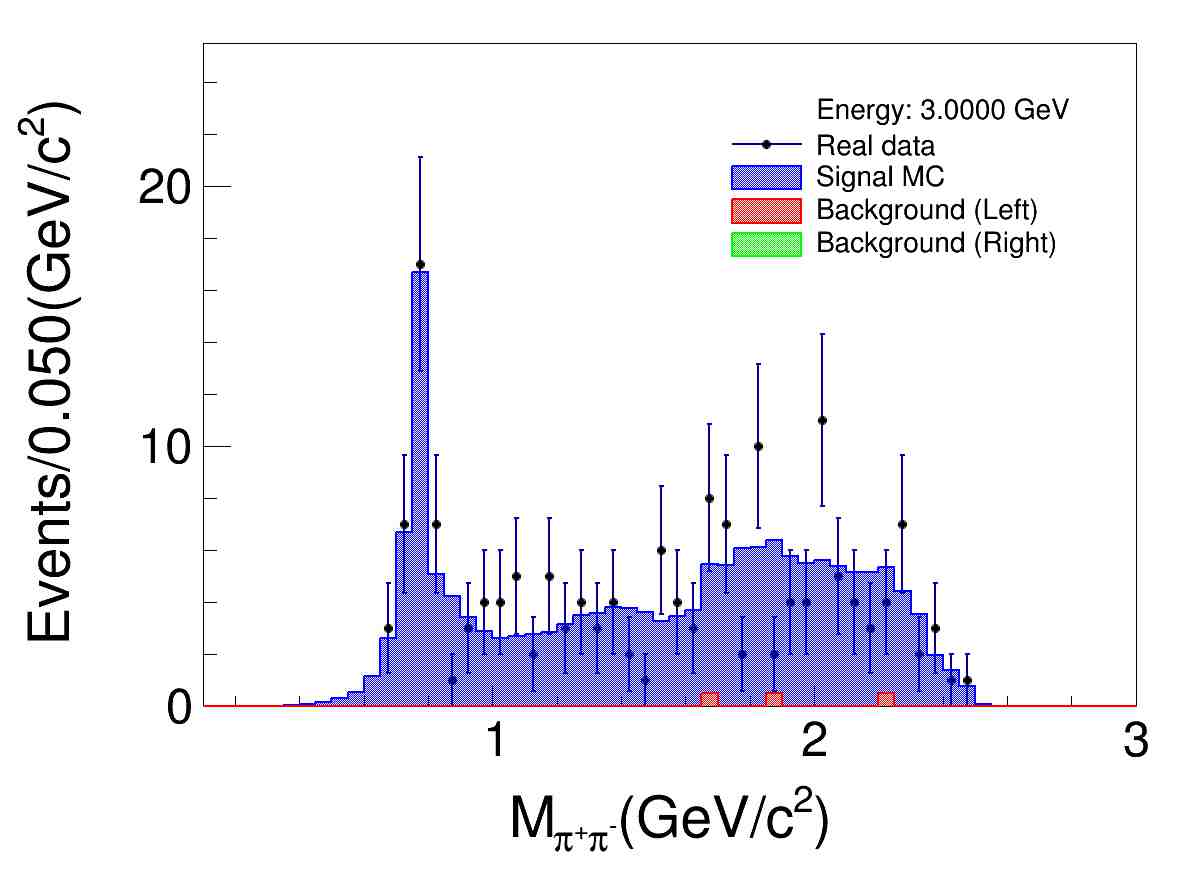 Events/0.050(GeV/c²)
20
10
0
Energy: 3.0000 GeV
Real data
Signal MC
Background (Left)
Background (Right)
1 2 3
Mπ⁺π⁻(GeV/c²)